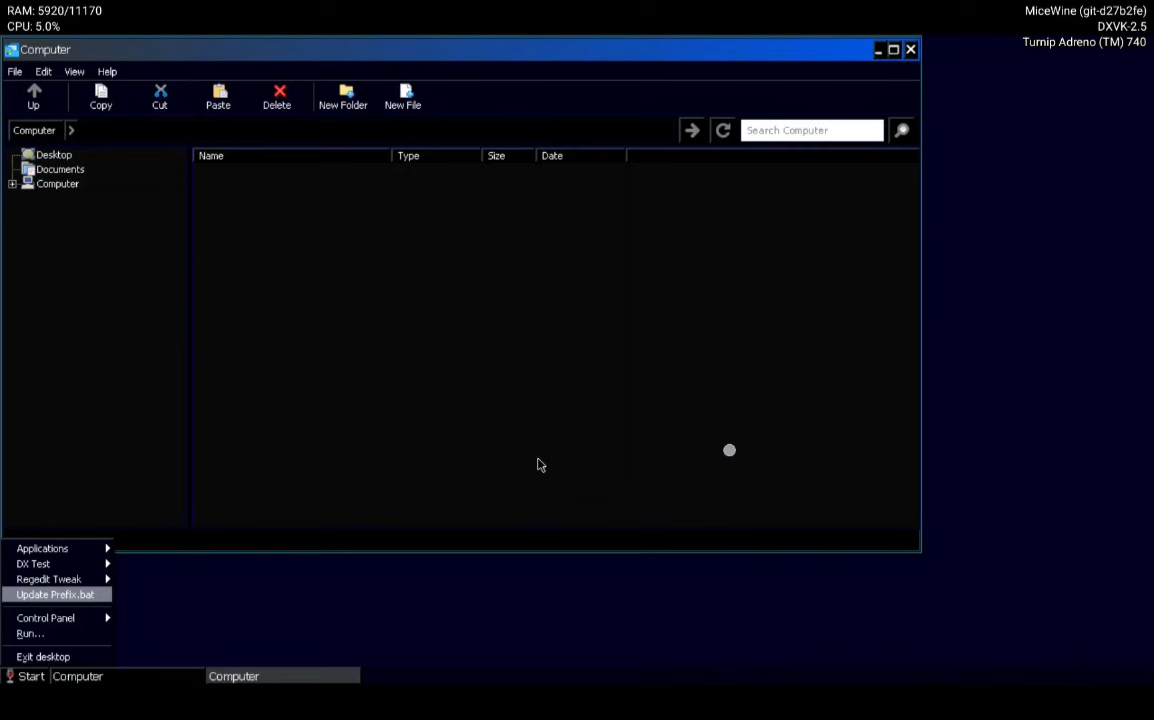 RAM: 5920/11170
CPU: 5.0%
MiceWine (git-d27b2fe)
DXVK-2.5
Turnip Adreno (TM) 740
Computer
File Edit View Help
Up Copy Cut Paste Delete New Folder New File
Computer Search Computer
Desktop
Documents
Computer
Name Type Size Date
Applications
DX Test
Regedit Tweak
Update Prefix.bat
Control Panel
Run...
Exit desktop
Start Computer Computer